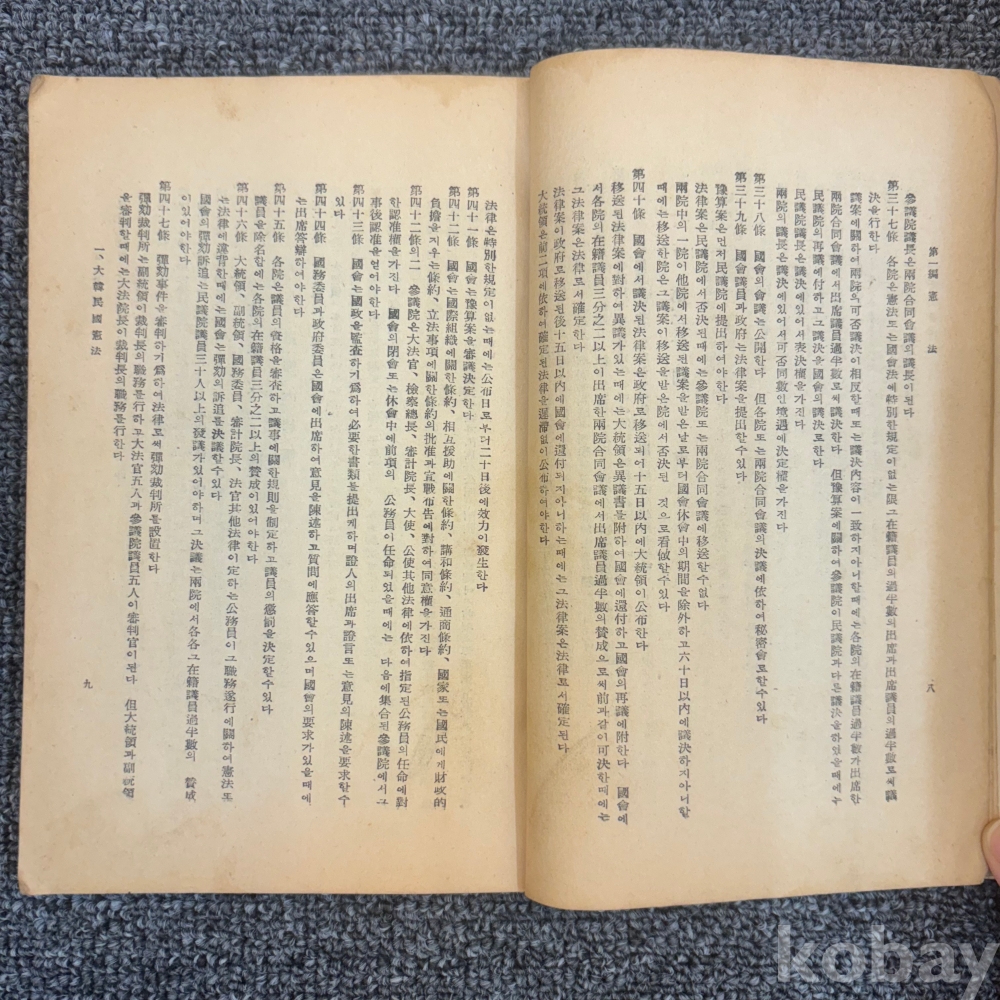 第一編 憲 法
參議院議長은兩院合同會議의議長이된다
第三十七條 各院은憲法또는國會法에特別한規定이없는限그在籍議員의過半數의出席과出席議員의過半數로써議
決을行한다
議案에關하여兩院의可否議決이相反할때또는議決內容이一致하지아니할때에는各院의在籍議員過半數가出席한
兩院合同會議에서出席議員過半數로써議決한다 但豫算案에關하여參議院이民議院과다른議決을하였을때에는
民議院의再議에付하고그議決을國會의議決로한다
民議院議長은議決에있어서表決權을가진다
兩院의議長은議決에있어서可否同數인境遇에決定權을가진다
第三十八條 國會의會議는公開한다 但各院또는兩院合同會議의決議에依하여秘密會로할수있다
第三十九條 國會議員과政府는法律案을提出할수있다
豫算案은먼저民議院에提出하여야한다
法律案은民議院에서否決된때에는參議院또는兩院合同會議에移送할수없다
兩院中의一院이他院에서移送된議案을받은날로부터國會休會中의期間을除外하고六十日以內에議決하지아니할
때에는移送한院은그議案이移送을받은院에서否決된 것으로看做할수있다
第四十條 國會에서議決된法律案은政府로移送되어十五日以內에大統領이公布한다
移送된法律案에對하여異議가있는때에는大統領은異議書를附하여國會에還付하고國會의再議에附한다 國會에
서各院의在籍議員三分之二以上이出席한兩院合同會議에서出席議員過半數의贊成으로써前과같이可決한때에는
그法律案은法律로서確定한다
法律案이政府로移送된後十五日以內에國會에還付되지아니하는때에는그法律案은法律로서確定된다
大統領은前二項에依하여確定된法律을遲滯없이公布하여야한다
八
法律은特別한規定이없는때에는公布日로부터二十日後에效力이發生한다
第四十一條 國會는豫算案을審議決定한다
第四十二條 國會는國際組織에關한條約、相互援助에關한條約、講和條約、通商條約、國家또는國民에게財政的
負擔을지우는條約、立法事項에關한條約의批准과宣戰布告에對하여同意權을가진다
第四十二條의二 參議院은大法官、檢察總長、審計院長、大使、公使其他法律에依하여指定된公務員의任命에對
한認准權을가진다 國會의閉會또는休會中에前項의 公務員이任命되었을때에는 다음에集合된參議院에서그
事後認准을얻어야한다
第四十三條 國會는國政을監査하기爲하여必要한書類를提出케하며證人의出席과證言또는意見의陳述을要求할수
있다
第四十四條 國務委員과政府委員은國會에出席하여意見을陳述하고質問에應答할수있으며國會의要求가있을때에
는出席答辯하여야한다
第四十五條 各院은議員의資格을審査하고議事에關한規則을制定하고議員의懲罰을決定할수있다
議員을除名함에는各院의在籍議員三分之二以上의贊成이있어야한다
第四十六條 大統領、副統領、國務委員、審計院長、法官其他法律이定하는公務員이그職務遂行에關하여憲法또
는法律에違背한때에는國會는彈劾의訴追를決議할수있다
國會의彈劾訴追는民議院議員三十人以上의發議가있어야하며그決議는兩院에서各各그在籍議員過半數의 贊成
이있어야한다
第四十七條 彈劾事件을審判하기爲하여法律로써彈劾裁判所를設置한다
彈劾裁判所는副統領이裁判長의職務를行하고大法官五人과參議院議員五人이審判官이된다 但大統領과副統領
을審判할때에는大法院長이裁判長의職務를行한다
一、大韓民國憲法
九
kobay